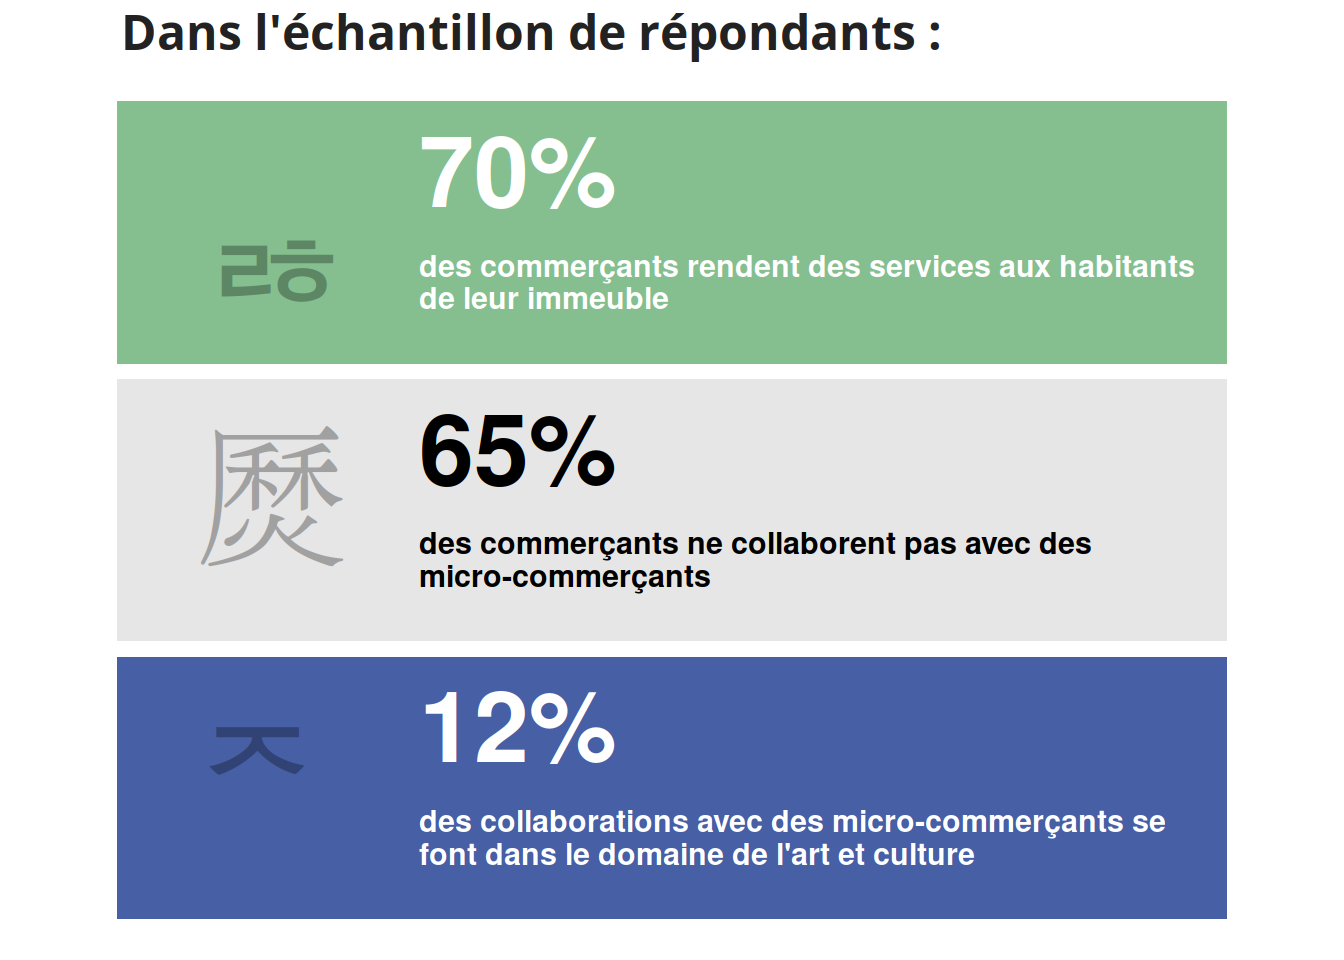 Dans l'échantillon de répondants :
70%
des commerçants rendent des services aux habitants
de leur immeuble
65%
des commerçants ne collaborent pas avec des
micro-commerçants
12%
des collaborations avec des micro-commerçants se
font dans le domaine de l'art et culture